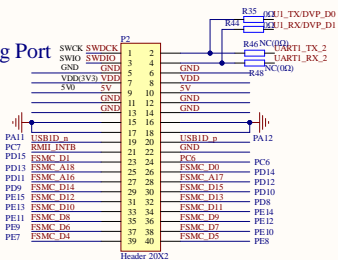 R35 0Ω U1_TX/DVP_D0
R44 U1_RX/DVP_D1
g Port
P2
SWCK SWDCK 1 2 R46 NC(0Ω) UART1_TX_2
SWIO SWDIO 3 4 UART1_RX_2
GND GND 5 6 GND R48 NC(0Ω)
VDD(3V3) VDD 7 8 VDD
5V0 5V 9 10 5V
GND 11 12 GND
GND 13 14 GND
15 16
17 18
PA11 USB1D_n 19 20 USB1D_p PA12
PC7 RMII_INTB 21 22 GND
PD15 FSMC_D1 23 24 PC6 PC6
PD13 FSMC_A18 25 26 FSMC_D0 PD14
PD11 FSMC_A16 27 28 FSMC_A17 PD12
PD9 FSMC_D14 29 30 FSMC_D15 PD10
PE15 FSMC_D12 31 32 FSMC_D13 PD8
PE13 FSMC_D10 33 34 FSMC_D11 PE14
PE11 FSMC_D8 35 36 FSMC_D9 PE12
PE9 FSMC_D6 37 38 FSMC_D7 PE10
PE7 FSMC_D4 39 40 FSMC_D5 PE8
Header 20X2